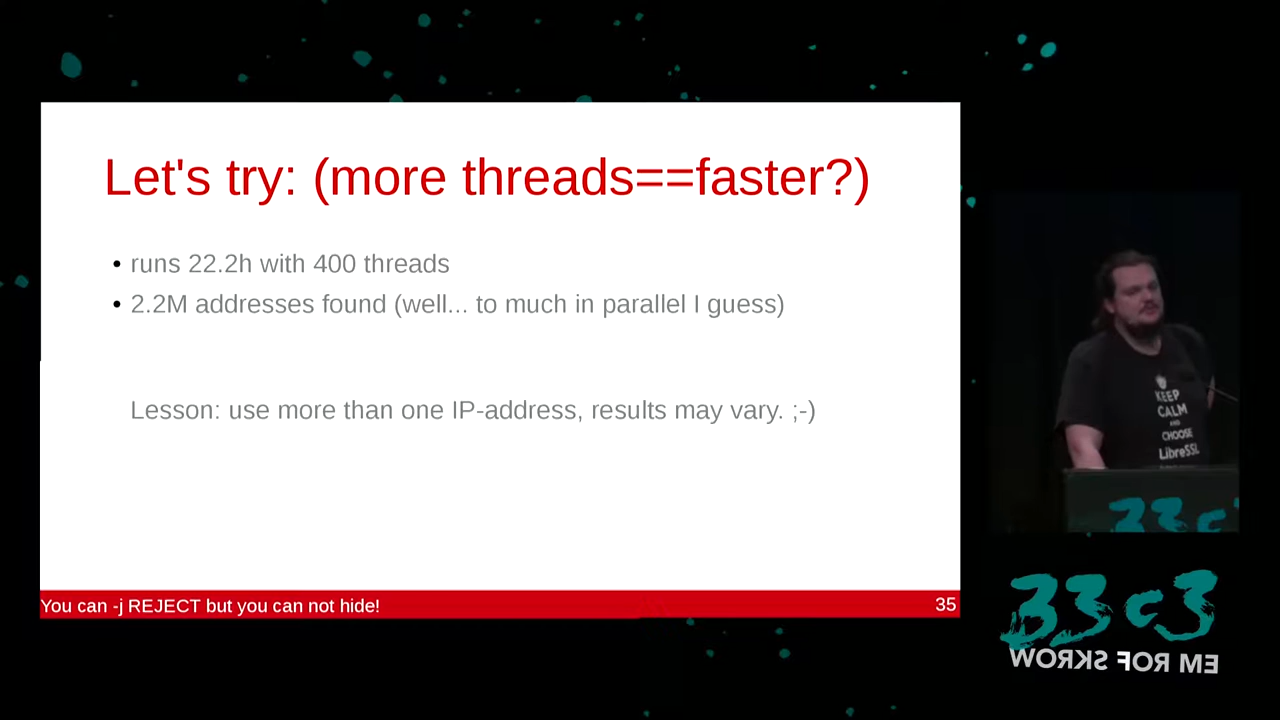 Let's try: (more threads==faster?)
• runs 22.2h with 400 threads
• 2.2M addresses found (well... to much in parallel I guess)
Lesson: use more than one IP-address, results may vary. ;-)
You can -j REJECT but you can not hide!
35
KEEP
CALM
AND
CHOOSE
LibreSSL
33c
33c3
WORKS FOR ME